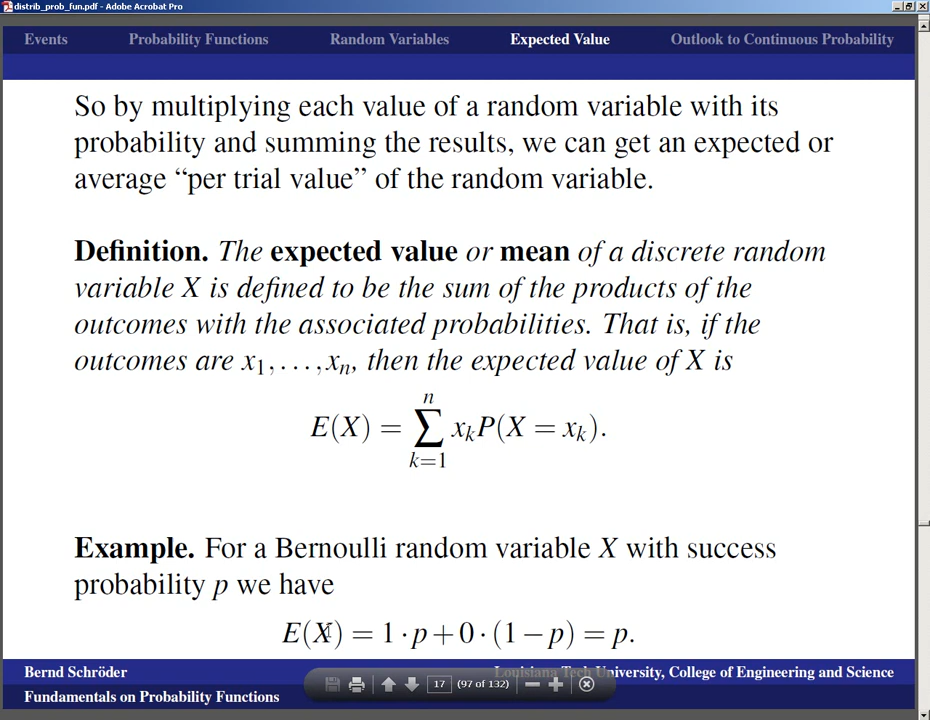 distrib_prob_fun.pdf - Adobe Acrobat Pro
Events Probability Functions Random Variables Expected Value Outlook to Continuous Probability
So by multiplying each value of a random variable with its
probability and summing the results, we can get an expected or
average “per trial value” of the random variable.
Definition. The expected value or mean of a discrete random
variable X is defined to be the sum of the products of the
outcomes with the associated probabilities. That is, if the
outcomes are x₁,...,xₙ, then the expected value of X is
n
E(X) = ∑ xₖP(X = xₖ).
k=1
Example. For a Bernoulli random variable X with success
probability p we have
E(X) = 1 · p + 0 · (1 − p) = p.
Bernd Schröder Louisiana Tech University, College of Engineering and Science
17 (97 of 132)
Fundamentals on Probability Functions